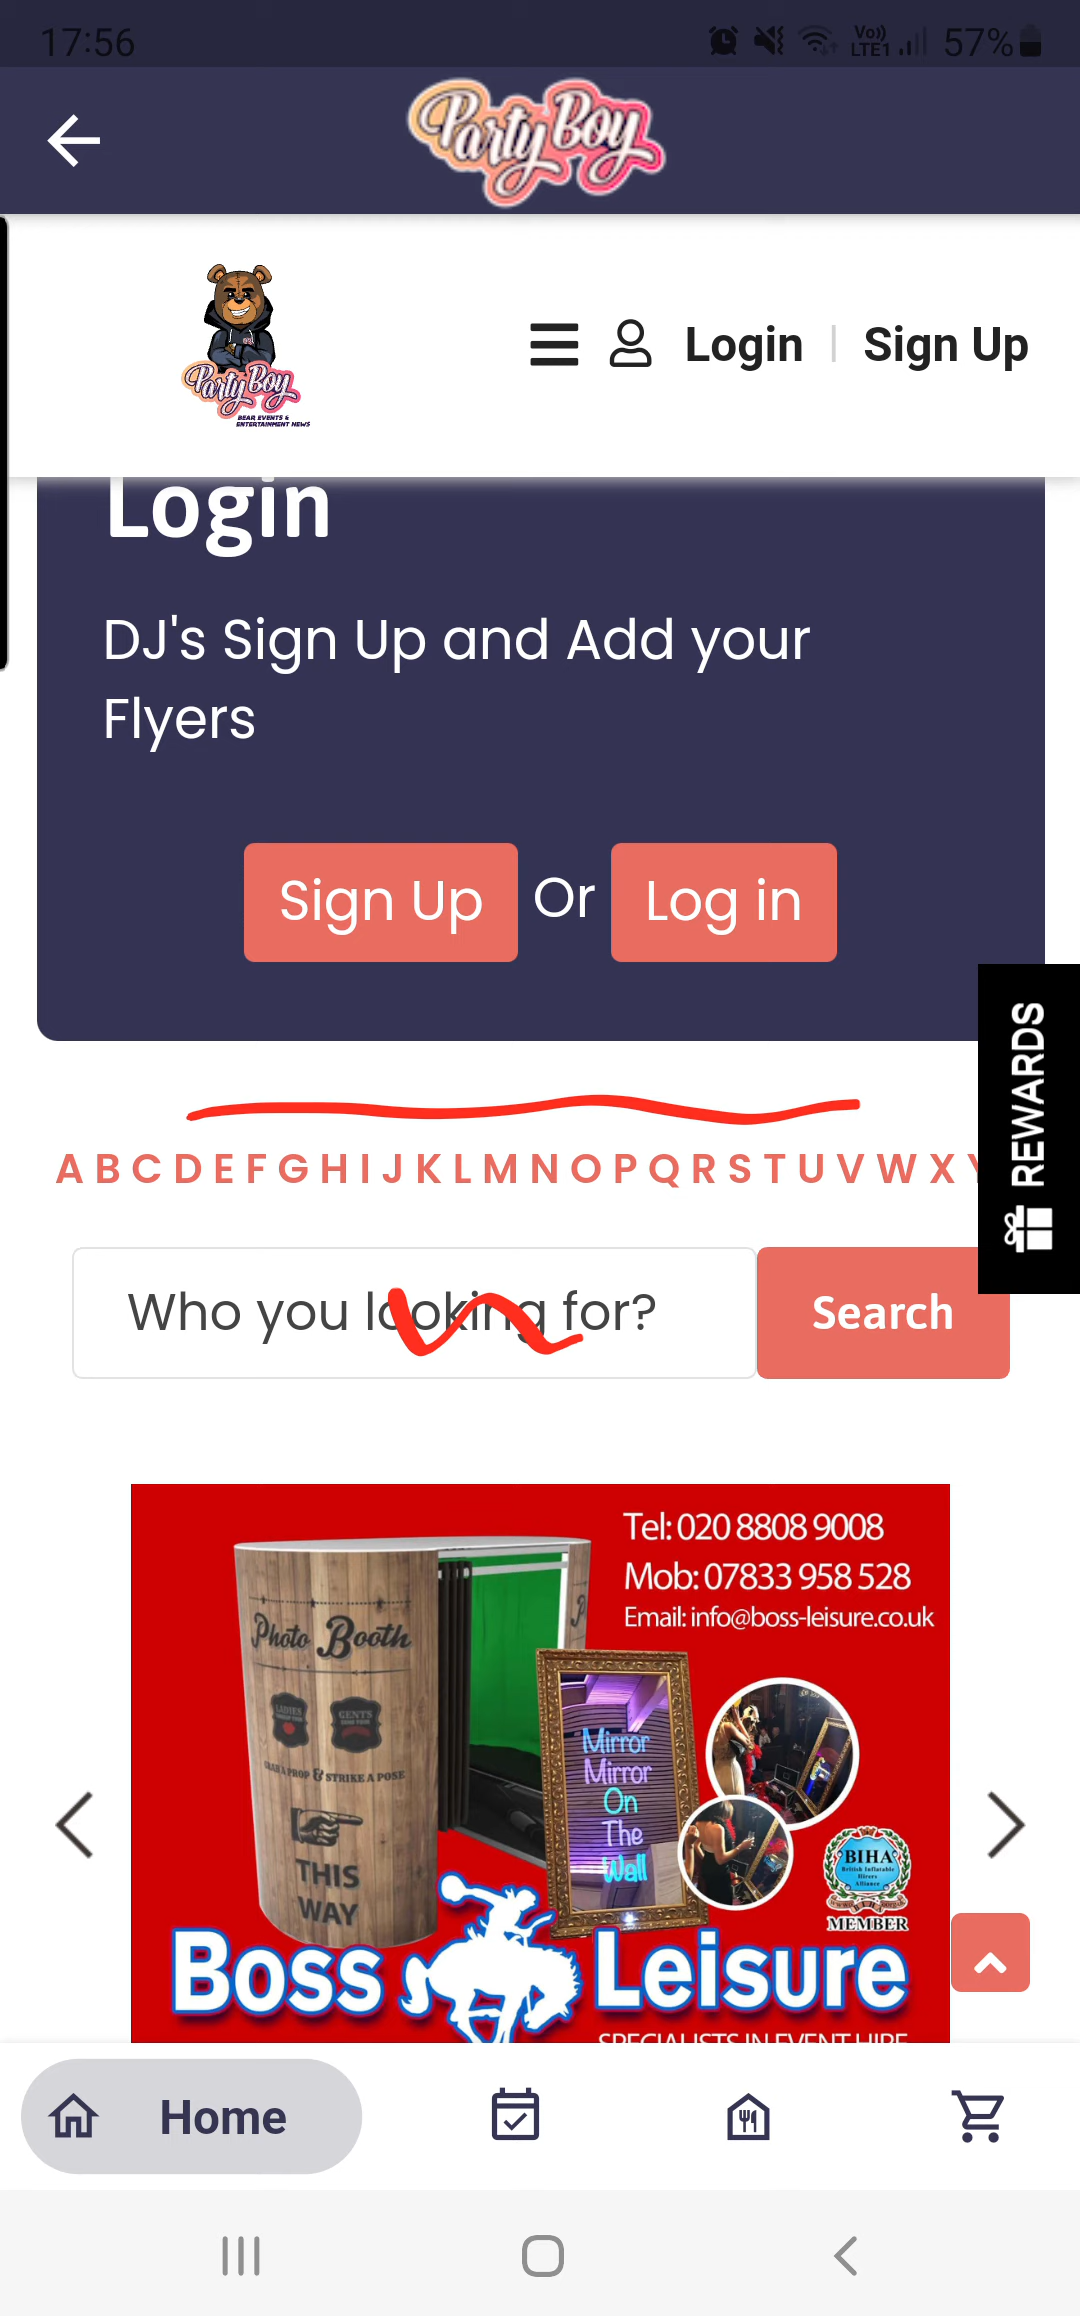 17:56
Vo))
LTE1
57%
Party Boy
Party Boy
BEAR EVENTS &
ENTERTAINMENT NEWS
Login | Sign Up
Login
DJ's Sign Up and Add your
Flyers
Sign Up Or Log in
REWARDS
A B C D E F G H I J K L M N O P Q R S T U V W X Y
Who you looking for?
Search
Tel: 020 8808 9008
Mob: 07833 958 528
Email: info@boss-leisure.co.uk
Photo Booth
LADIES
GENTS
GRAB A PROP & STRIKE A POSE
THIS
WAY
Mirror
Mirror
On
The
Wall
BIHA
British Inflatable
Hirers
Alliance
MEMBER
Boss Leisure
SPECIALISTS IN EVENT HIRE
Home